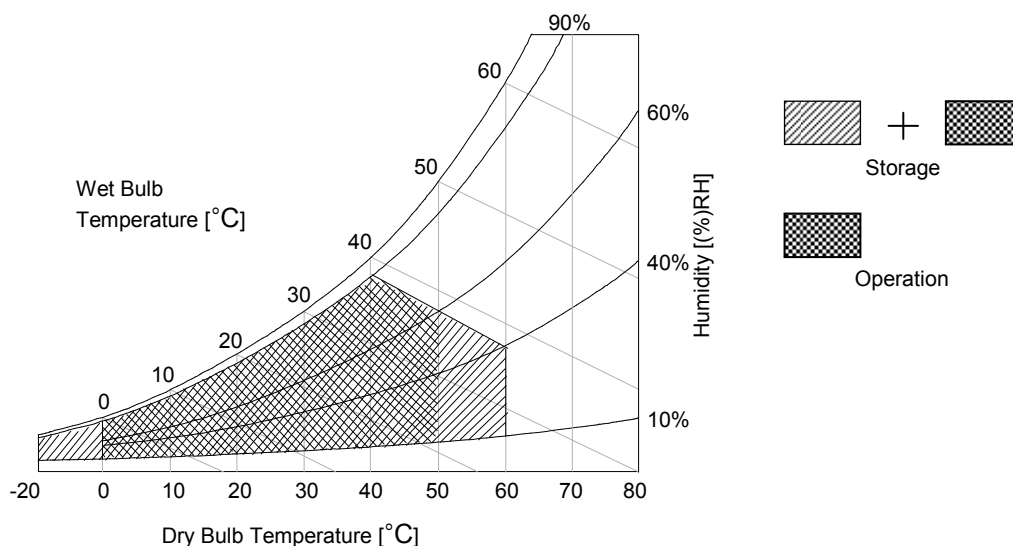 90%
60
60%
50
Wet Bulb
Temperature [°C]
40
40%
30
20
10
0
10%
Humidity [(%)RH]
-20 0 10 20 30 40 50 60 70 80
Dry Bulb Temperature [°C]
+
Storage
Operation